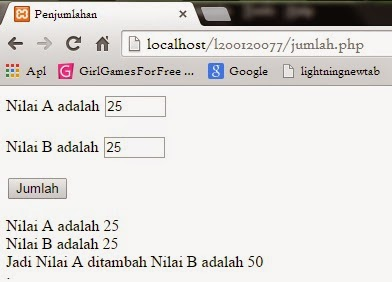 Penjumlahan
localhost/l200120077/jumlah.php
Apl GirlGamesForFree ... Google lightningnewtab
Nilai A adalah 25
Nilai B adalah 25
Jumlah
Nilai A adalah 25
Nilai B adalah 25
Jadi Nilai A ditambah Nilai B adalah 50